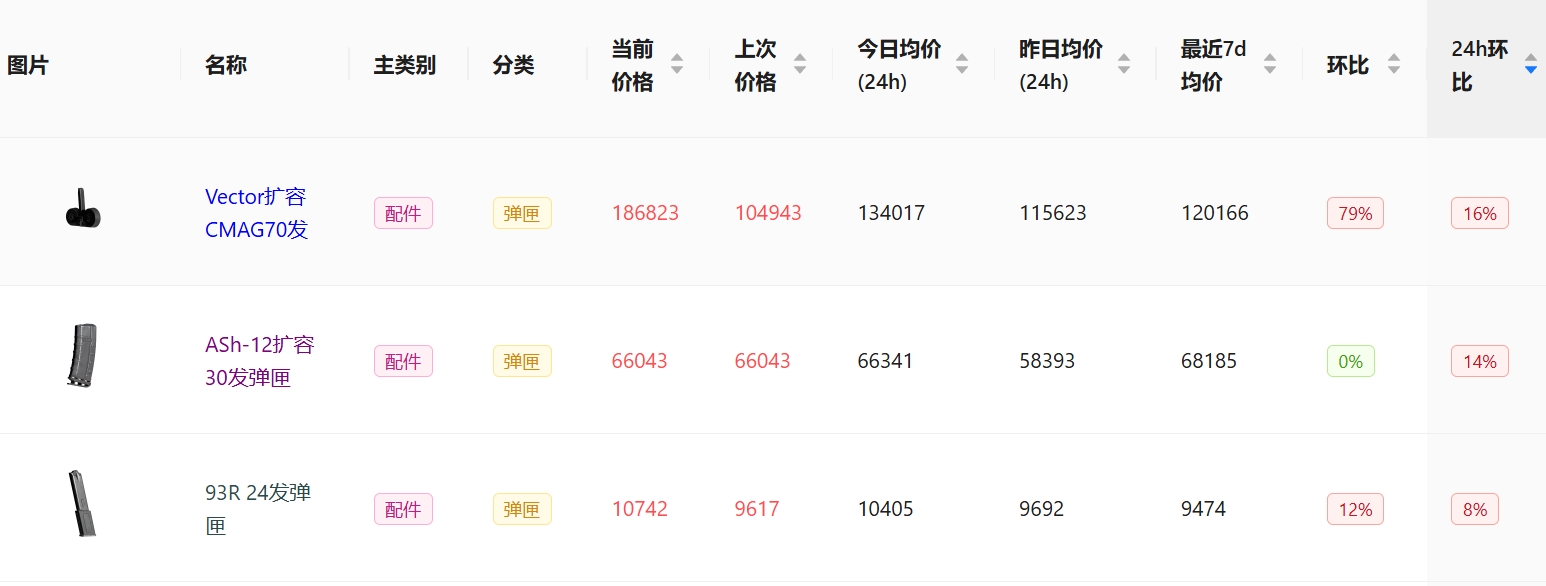 图片 名称 主类别 分类 当前价格 上次价格 今日均价(24h) 昨日均价(24h) 最近7d均价 环比 24h环比
Vector扩容
CMAG70发
配件 弹匣 186823 104943 134017 115623 120166 79% 16%
ASh-12扩容
30发弹匣
配件 弹匣 66043 66043 66341 58393 68185 0% 14%
93R 24发弹
匣
配件 弹匣 10742 9617 10405 9692 9474 12% 8%